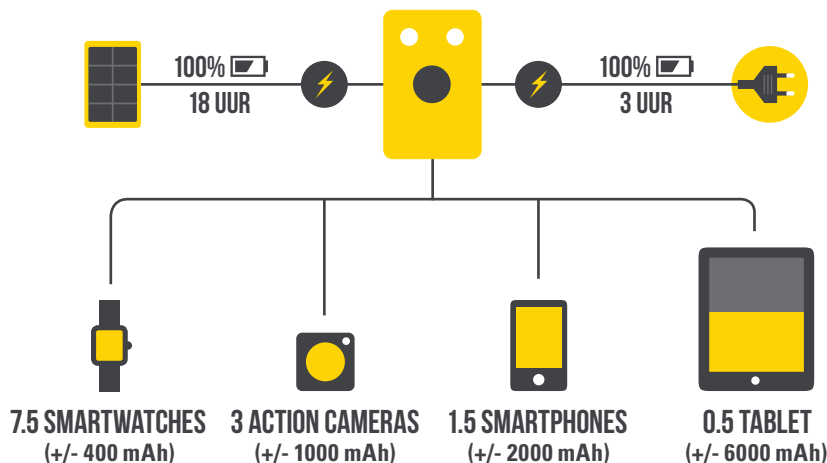 100%
18 UUR
100%
3 UUR
7.5 SMARTWATCHES
(+/- 400 mAh)
3 ACTION CAMERAS
(+/- 1000 mAh)
1.5 SMARTPHONES
(+/- 2000 mAh)
0.5 TABLET
(+/- 6000 mAh)